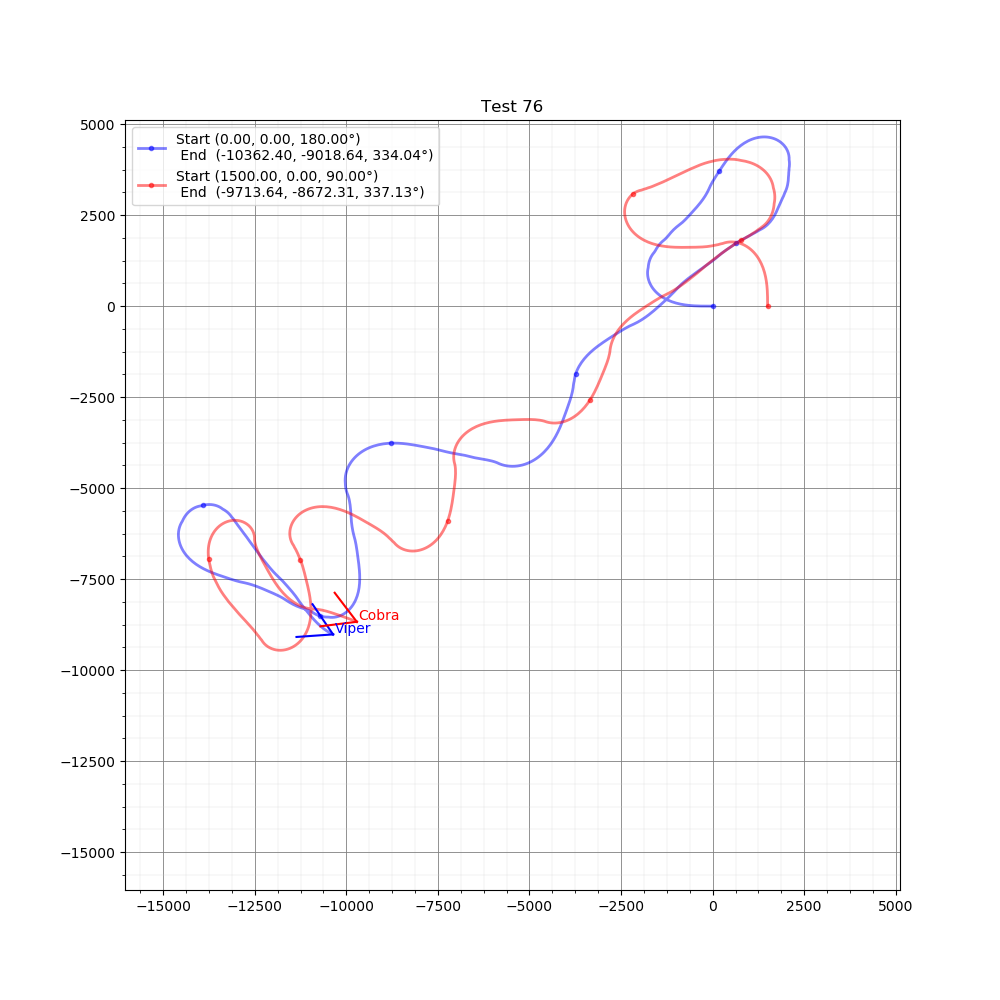 Test 76
Start (0.00, 0.00, 180.00°)
End  (-10362.40, -9018.64, 334.04°)
Start (1500.00, 0.00, 90.00°)
End  (-9713.64, -8672.31, 337.13°)
5000
2500
0
−2500
−5000
−7500
−10000
−12500
−15000
Cobra
Viper
−15000 −12500 −10000 −7500 −5000 −2500 0 2500 5000